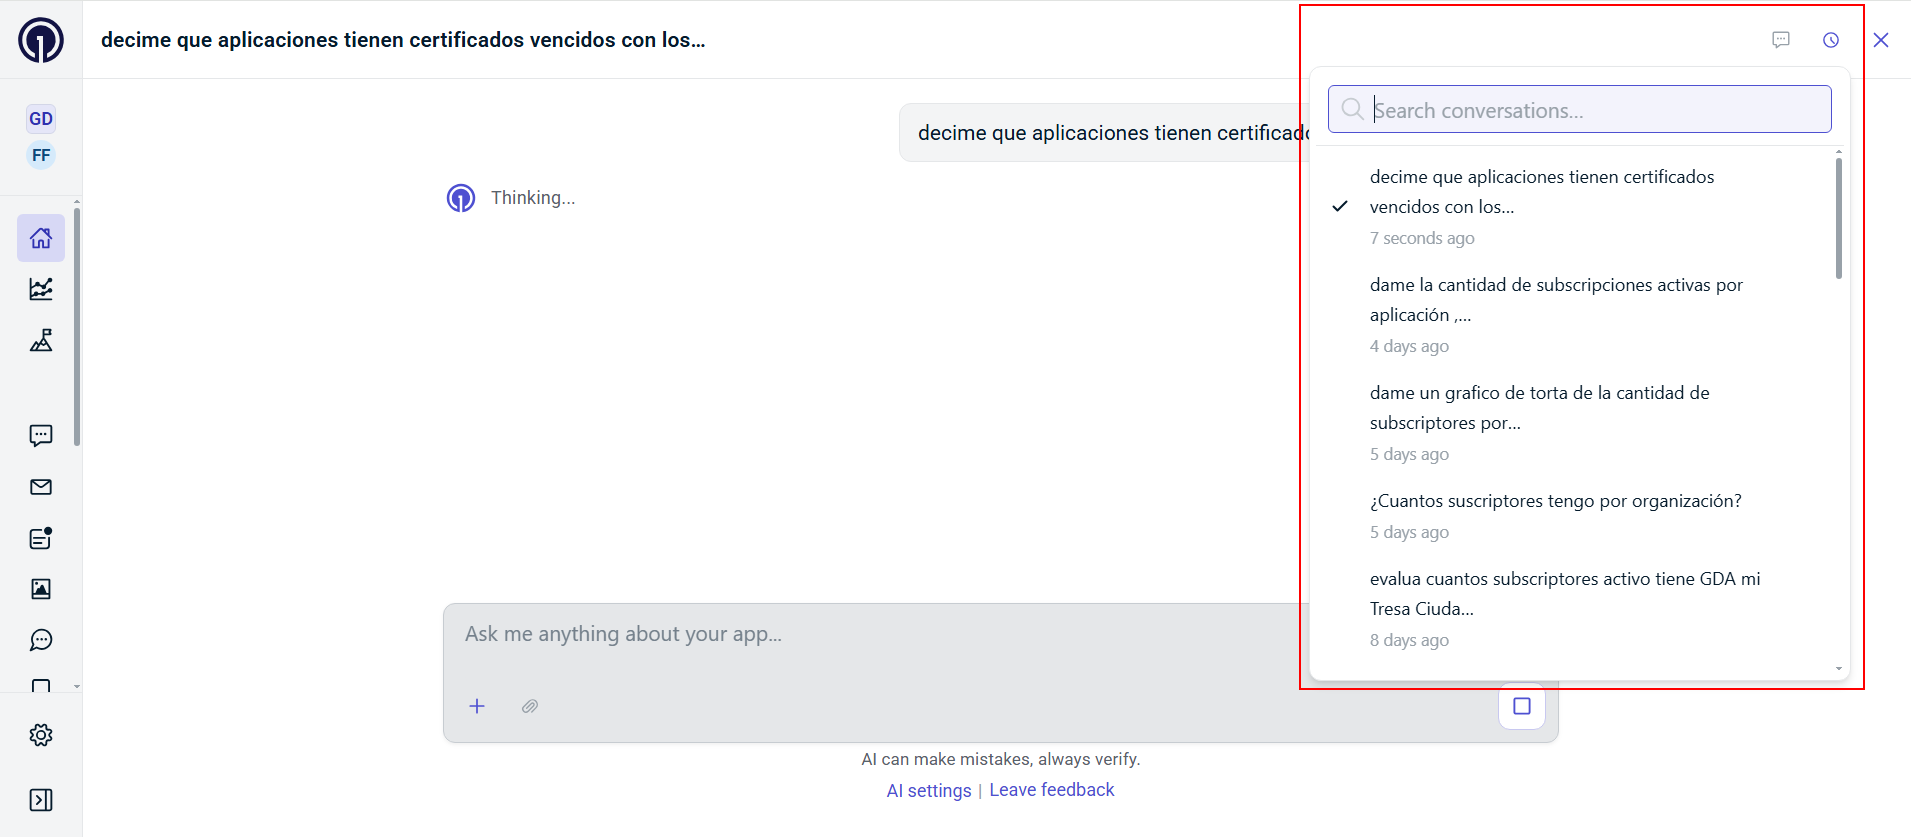 decime que aplicaciones tienen certificados vencidos con los...
GD
FF
decime que aplicaciones tienen
Thinking...
Search conversations...
decime que aplicaciones tienen certificados
vencidos con los...
7 seconds ago
dame la cantidad de subscripciones activas por
aplicación ,...
4 days ago
dame un grafico de torta de la cantidad de
subscriptores por...
5 days ago
¿Cuantos suscriptores tengo por organización?
5 days ago
evalua cuantos subscriptores activo tiene GDA mi
Tresa Ciuda...
8 days ago
Ask me anything about your app...
AI can make mistakes, always verify.
AI settings | Leave feedback